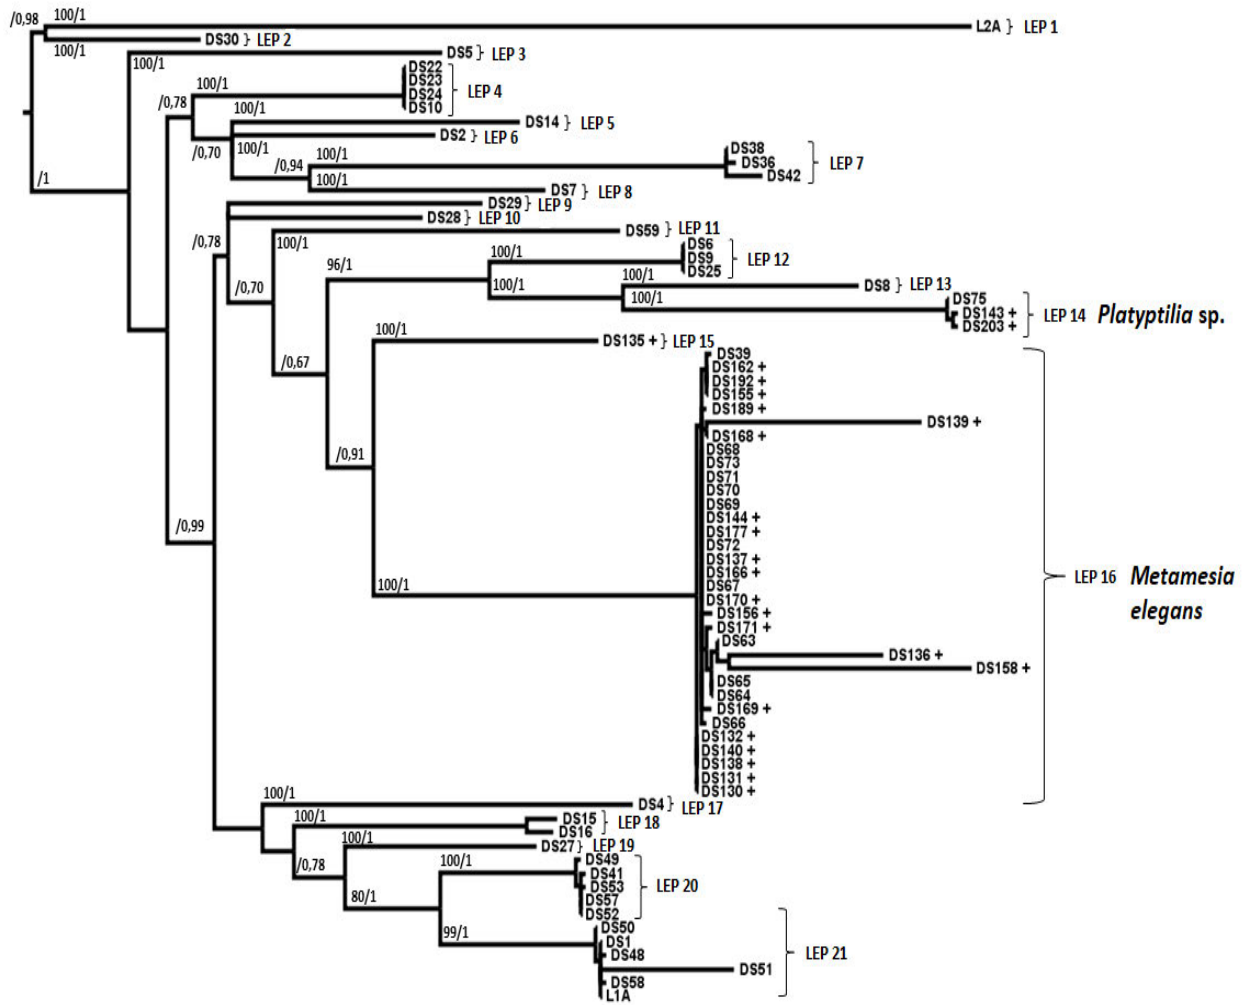 /0,98
100/1
L2A } LEP 1
100/1
DS30 } LEP 2
DS5 } LEP 3
100/1
DS22
DS23
DS24
DS10
LEP 4
100/1
/0,78
100/1
DS14 } LEP 5
DS2 } LEP 6
100/1
/0,70
/0,94
100/1
DS38
DS36
DS42
LEP 7
100/1
DS7 } LEP 8
/1
DS29 } LEP 9
DS28 } LEP 10
DS59 } LEP 11
100/1
/0,78
DS6
DS9
DS25
LEP 12
100/1
96/1
100/1
100/1
DS8 } LEP 13
100/1
/0,70
DS75
DS143 +
DS203 +
LEP 14 Platyptilia sp.
100/1
DS135 + } LEP 15
/0,67
DS39
DS162 +
DS192 +
DS155 +
DS189 +
DS139 +
DS168 +
DS68
DS73
DS71
DS70
DS69
DS144 +
DS177 +
DS72
DS137 +
DS166 +
DS67
DS170 +
DS156 +
DS171 +
DS63
DS136 +
DS158 +
DS65
DS64
DS169 +
DS66
DS132 +
DS140 +
DS138 +
DS131 +
DS130 +
/0,91
/0,99
100/1
LEP 16 Metamesia
elegans
100/1
DS4 } LEP 17
100/1
DS15
DS16
LEP 18
100/1
DS27 } LEP 19
/0,78
100/1
DS49
DS41
DS53
DS57
DS52
LEP 20
80/1
99/1
DS50
DS1
DS48
DS51
DS58
L1A
LEP 21